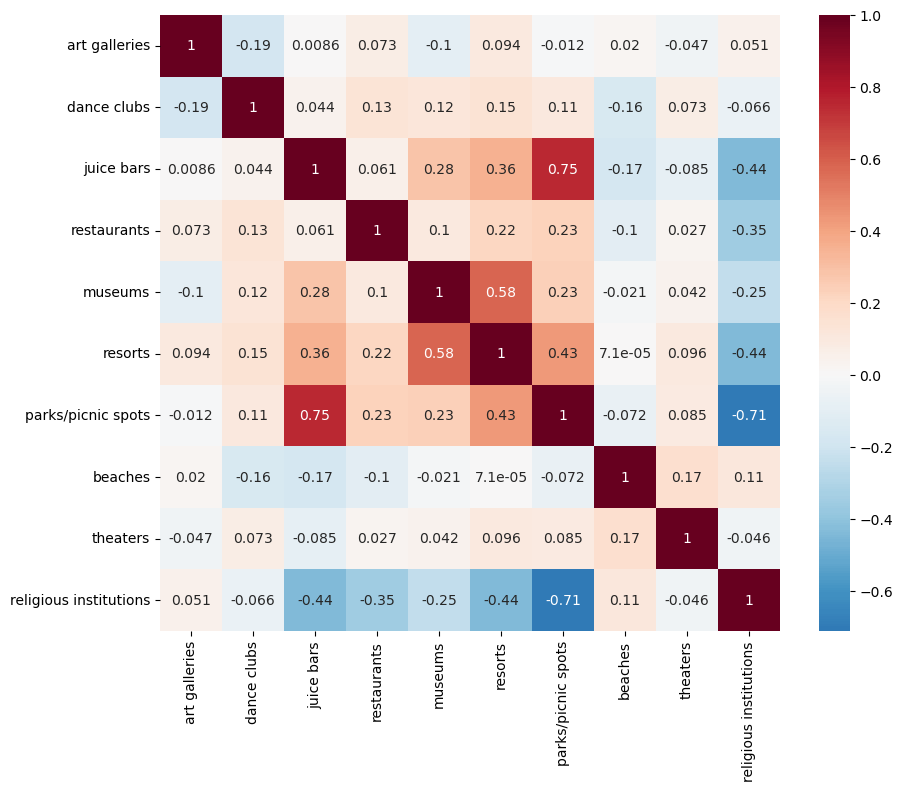 art galleries 1 -0.19 0.0086 0.073 -0.1 0.094 -0.012 0.02 -0.047 0.051
dance clubs -0.19 1 0.044 0.13 0.12 0.15 0.11 -0.16 0.073 -0.066
juice bars 0.0086 0.044 1 0.061 0.28 0.36 0.75 -0.17 -0.085 -0.44
restaurants 0.073 0.13 0.061 1 0.1 0.22 0.23 -0.1 0.027 -0.35
museums -0.1 0.12 0.28 0.1 1 0.58 0.23 -0.021 0.042 -0.25
resorts 0.094 0.15 0.36 0.22 0.58 1 0.43 7.1e-05 0.096 -0.44
parks/picnic spots -0.012 0.11 0.75 0.23 0.23 0.43 1 -0.072 0.085 -0.71
beaches 0.02 -0.16 -0.17 -0.1 -0.021 7.1e-05 -0.072 1 0.17 0.11
theaters -0.047 0.073 -0.085 0.027 0.042 0.096 0.085 0.17 1 -0.046
religious institutions 0.051 -0.066 -0.44 -0.35 -0.25 -0.44 -0.71 0.11 -0.046 1
art galleries
dance clubs
juice bars
restaurants
museums
resorts
parks/picnic spots
beaches
theaters
religious institutions
1.0
0.8
0.6
0.4
0.2
0.0
−0.2
−0.4
−0.6